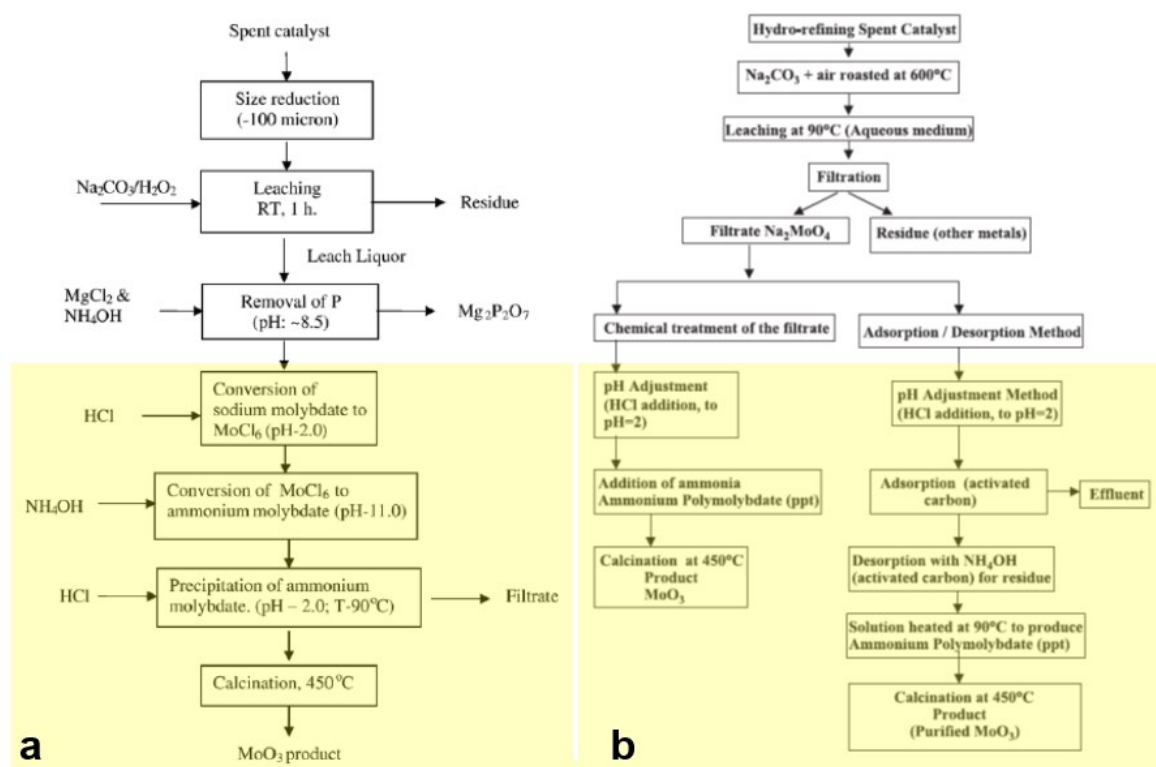 Spent catalyst
Size reduction
(-100 micron)
Na₂CO₃/H₂O₂
Leaching
RT, 1 h.
Residue
Leach Liquor
MgCl₂ &
NH₄OH
Removal of P
(pH: ~8.5)
Mg₂P₂O₇
HCl
Conversion of
sodium molybdate to
MoCl₆ (pH-2.0)
NH₄OH
Conversion of MoCl₆ to
ammonium molybdate (pH-11.0)
HCl
Precipitation of ammonium
molybdate. (pH – 2.0; T-90°C)
Filtrate
Calcination, 450°C
MoO₃ product
a
Hydro-refining Spent Catalyst
Na₂CO₃ + air roasted at 600°C
Leaching at 90°C (Aqueous medium)
Filtration
Filtrate Na₂MoO₄
Residue (other metals)
Chemical treatment of the filtrate
Adsorption / Desorption Method
pH Adjustment
(HCl addition, to
pH=2)
Addition of ammonia
Ammonium Polymolybdate (ppt)
Calcination at 450°C
Product
MoO₃
pH Adjustment Method
(HCl addition, to pH=2)
Adsorption (activated
carbon)
Effluent
Desorption with NH₄OH
(activated carbon) for residue
Solution heated at 90°C to produce
Ammonium Polymolybdate (ppt)
Calcination at 450°C
Product
(Purified MoO₃)
b